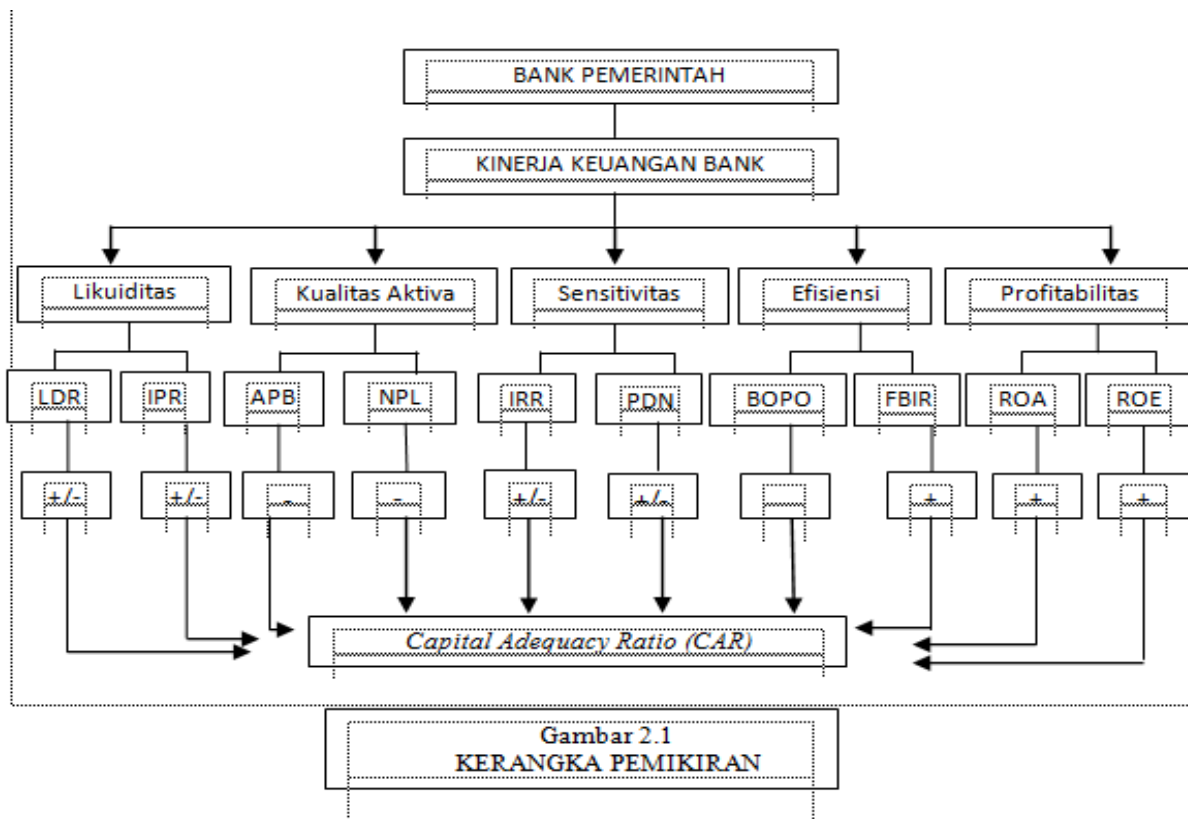 BANK PEMERINTAH
KINERJA KEUANGAN BANK
Likuiditas
Kualitas Aktiva
Sensitivitas
Efisiensi
Profitabilitas
LDR
IPR
APB
NPL
IRR
PDN
BOPO
FBIR
ROA
ROE
+/-
+/-
-
-
+/-
+/-
+
+
+
Capital Adequacy Ratio (CAR)
Gambar 2.1
KERANGKA PEMIKIRAN